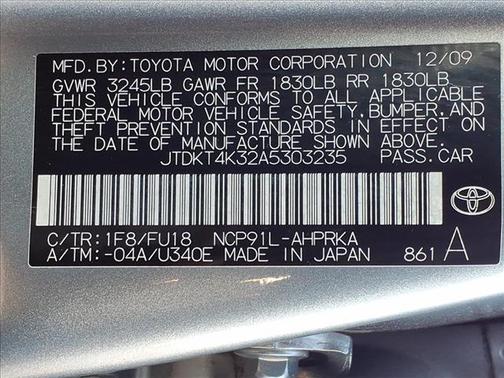 MFD.BY: TOYOTA MOTOR CORPORATION 12/09
GVWR 3245LB GAWR FR 1830LB RR 1830LB
THIS VEHICLE CONFORMS TO ALL APPLICABLE
FEDERAL MOTOR VEHICLE SAFETY, BUMPER, AND
THEFT PREVENTION STANDARDS IN EFFECT ON
THE DATE OF MANUFACTURE SHOWN ABOVE.
JTDKT4K32A5303235 PASS.CAR
C/TR:1F8/FU18 NCP91L-AHPRKA
A/TM:-04A/U340E MADE IN JAPAN 861 A
TOYOTA